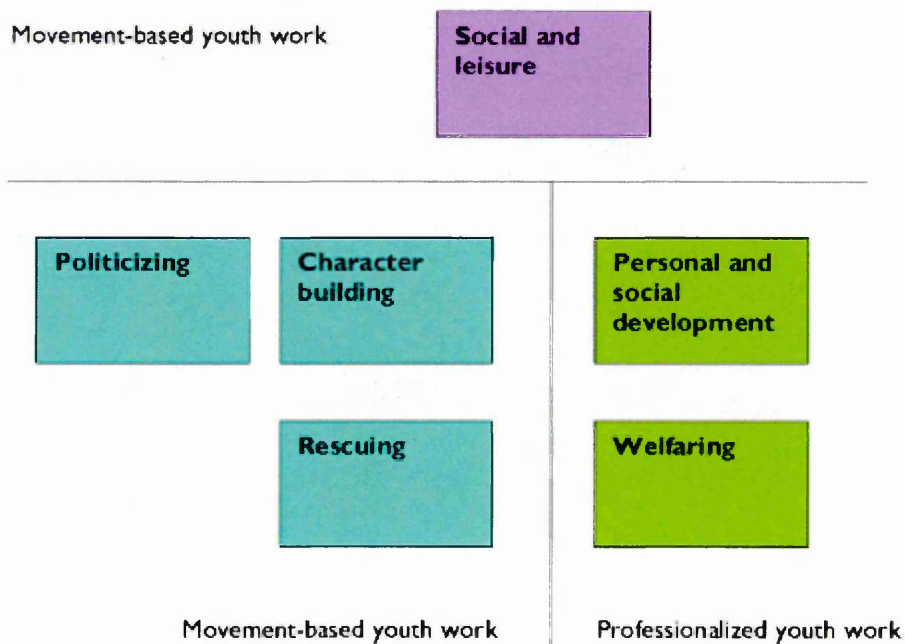 Movement-based youth work
Social and
leisure
Politicizing
Character
building
Personal and
social
development
Rescuing
Welfaring
Movement-based youth work
Professionalized youth work